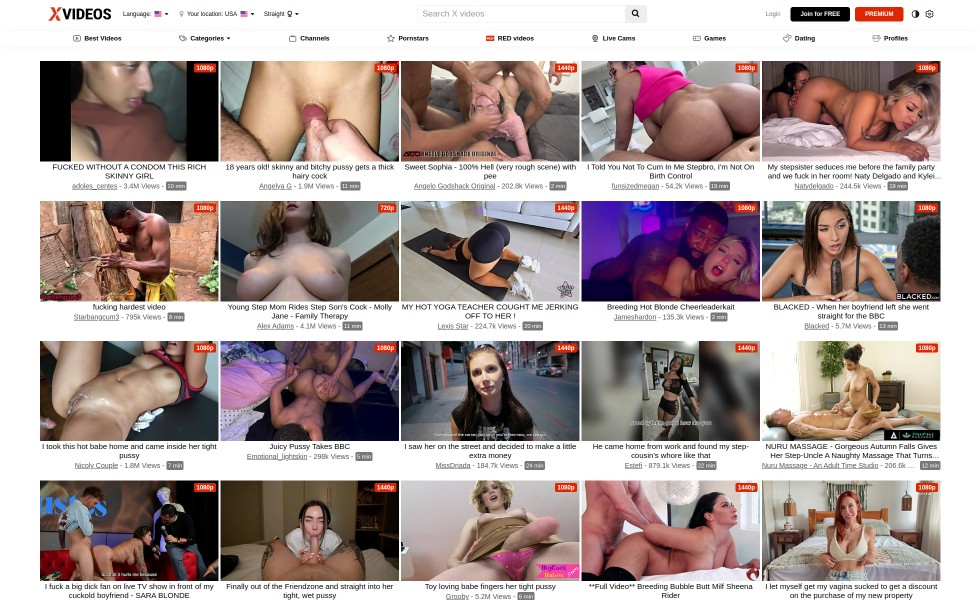 XVIDEOS Language: Your location: USA Straight Search X videos Login Join for FREE PREMIUM
Best Videos Categories Channels Pornstars RED videos Live Cams Games Dating Profiles
1080p 1080p 1440p 1080p 1080p
ANGELO GODSHACK ORIGINAL
FUCKED WITHOUT A CONDOM THIS RICH
SKINNY GIRL
adoles_centes - 3.4M Views - 10 min
18 years old! skinny and bitchy pussy gets a thick
hairy cock
Angelya G - 1.9M Views - 11 min
Sweet Sophia - 100% Hell (very rough scene) with
pee
Angelo Godshack Original - 202.8k Views - 2 min
I Told You Not To Cum In Me Stepbro, I'm Not On
Birth Control
funsizedmegan - 54.2k Views - 19 min
My stepsister seduces me before the family party
and we fuck in her room! Naty Delgado and Kylei...
Natydelgado - 244.5k Views - 19 min
1080p 720p 1440p 1080p 1080p
Starbangcum3
BLACKED
fucking hardest video
Starbangcum3 - 795k Views - 8 min
Young Step Mom Rides Step Son's Cock - Molly
Jane - Family Therapy
Alex Adams - 4.1M Views - 11 min
MY HOT YOGA TEACHER COUGHT ME JERKING
OFF TO HER !
Lexis Star - 224.7k Views - 20 min
Breeding Hot Blonde Cheerleaderkait
Jameshardon - 135.3k Views - 2 min
BLACKED - When her boyfriend left she went
straight for the BBC
Blacked - 5.7M Views - 13 min
1080p 1080p 1440p 1440p 1080p
I took this hot babe home and came inside her tight
pussy
Nicoly Couple - 1.8M Views - 7 min
Juicy Pussy Takes BBC
Emotional_lightskin - 298k Views - 5 min
I saw her on the street and decided to make a little
extra money
MissDriada - 184.7k Views - 24 min
He came home from work and found my step-
cousin's whore like that
Estefi - 879.1k Views - 22 min
NURU MASSAGE - Gorgeous Autumn Falls Gives
Her Step-Uncle A Naughty Massage That Turns...
Nuru Massage - An Adult Time Studio - 206.6k ... 12 min
1080p 1440p 1080p 1440p 1080p
BigCock
I fuck a big dick fan on live TV show in front of my
cuckold boyfriend - SARA BLONDE
Finally out of the Friendzone and straight into her
tight, wet pussy
Toy loving babe fingers her tight pussy
Grooby - 5.2M Views - 6 min
**Full Video** Breeding Bubble Butt Milf Sheena
Rider
I let myself get my vagina sucked to get a discount
on the purchase of my new property